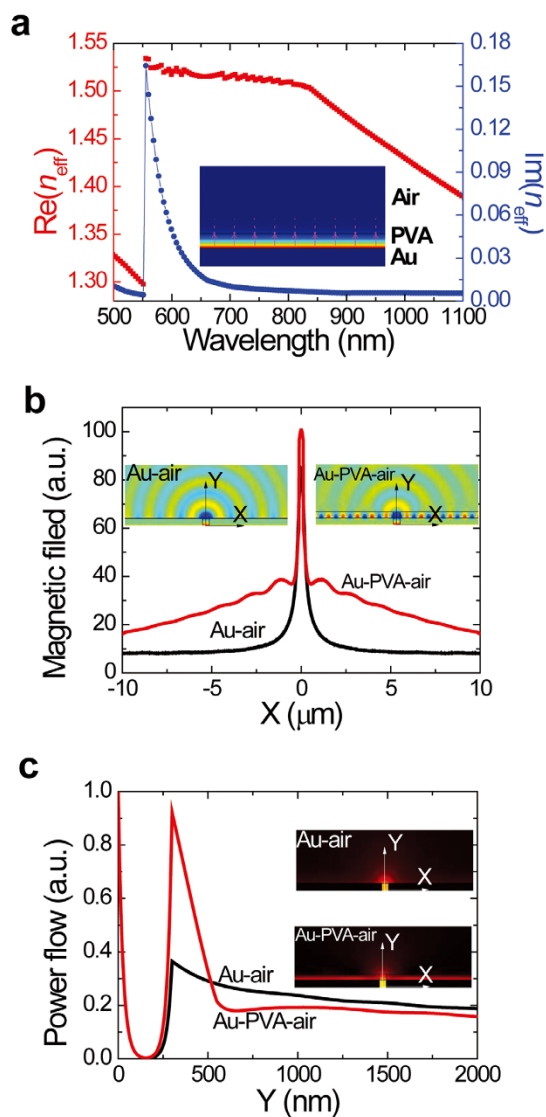 a
1.55
1.50
1.45
1.40
1.35
1.30
Re(n_eff)
0.18
0.15
0.12
0.09
0.06
0.03
0.00
Im(n_eff)
Air
PVA
Au
500 600 700 800 900 1000 1100
Wavelength (nm)
b
100
80
60
40
20
0
Magnetic filed (a.u.)
Au-air
Y
X
Au-PVA-air
Y
X
Au-PVA-air
Au-air
-10 -5 0 5 10
X (μm)
c
1.0
0.8
0.6
0.4
0.2
0.0
Power flow (a.u.)
Au-air
Y
X
Au-PVA-air
Y
X
Au-air
Au-PVA-air
0 500 1000 1500 2000
Y (nm)